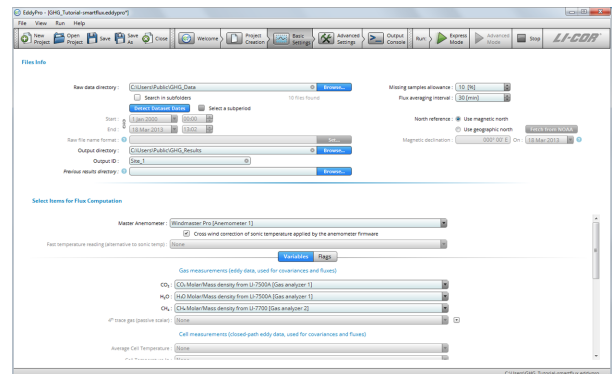 EddyPro - [GHG_Tutorial-smartflux.eddypro*]
File View Run Help
New Project Open Project Save Save As Close Welcome Project Creation Basic Settings Advanced Settings Output Console Run: Express Mode Advanced Mode Stop LI-COR
Files Info
Raw data directory : C:\Users\Public\GHG_Data Browse... Missing samples allowance : 10 [%]
Search in subfolders 19 files found Flux averaging interval : 30 [min]
Detect Dataset Dates Select a subperiod
Start : 1 Jan 2000 00:00 North reference : Use magnetic north
End : 18 Mar 2013 13:02 Use geographic north Fetch from NOAA
Raw file name format : Set... Magnetic declination : 000° 00' E On : 18 Mar 2013
Output directory : C:\Users\Public\GHG_Results Browse...
Output ID : Site_1
Previous results directory : Browse...
Select Items for Flux Computation
Master Anemometer : Windmaster Pro [Anemometer 1]
Cross wind correction of sonic temperature applied by the anemometer firmware
Fast temperature reading (alternative to sonic temp) : None
Variables Flags
Gas measurements (eddy data, used for covariances and fluxes)
CO₂ : CO₂ Molar/Mass density from LI-7500A [Gas analyzer 1]
H₂O : H₂O Molar/Mass density from LI-7500A [Gas analyzer 1]
CH₄ : CH₄ Molar/Mass density from LI-7700 [Gas analyzer 2]
4ᵗʰ trace gas (passive scalar) : None
Cell measurements (closed-path eddy data, used for covariances and fluxes)
Average Cell Temperature : None
C:\Users\GHG_Tutorial-smartflux.eddypro